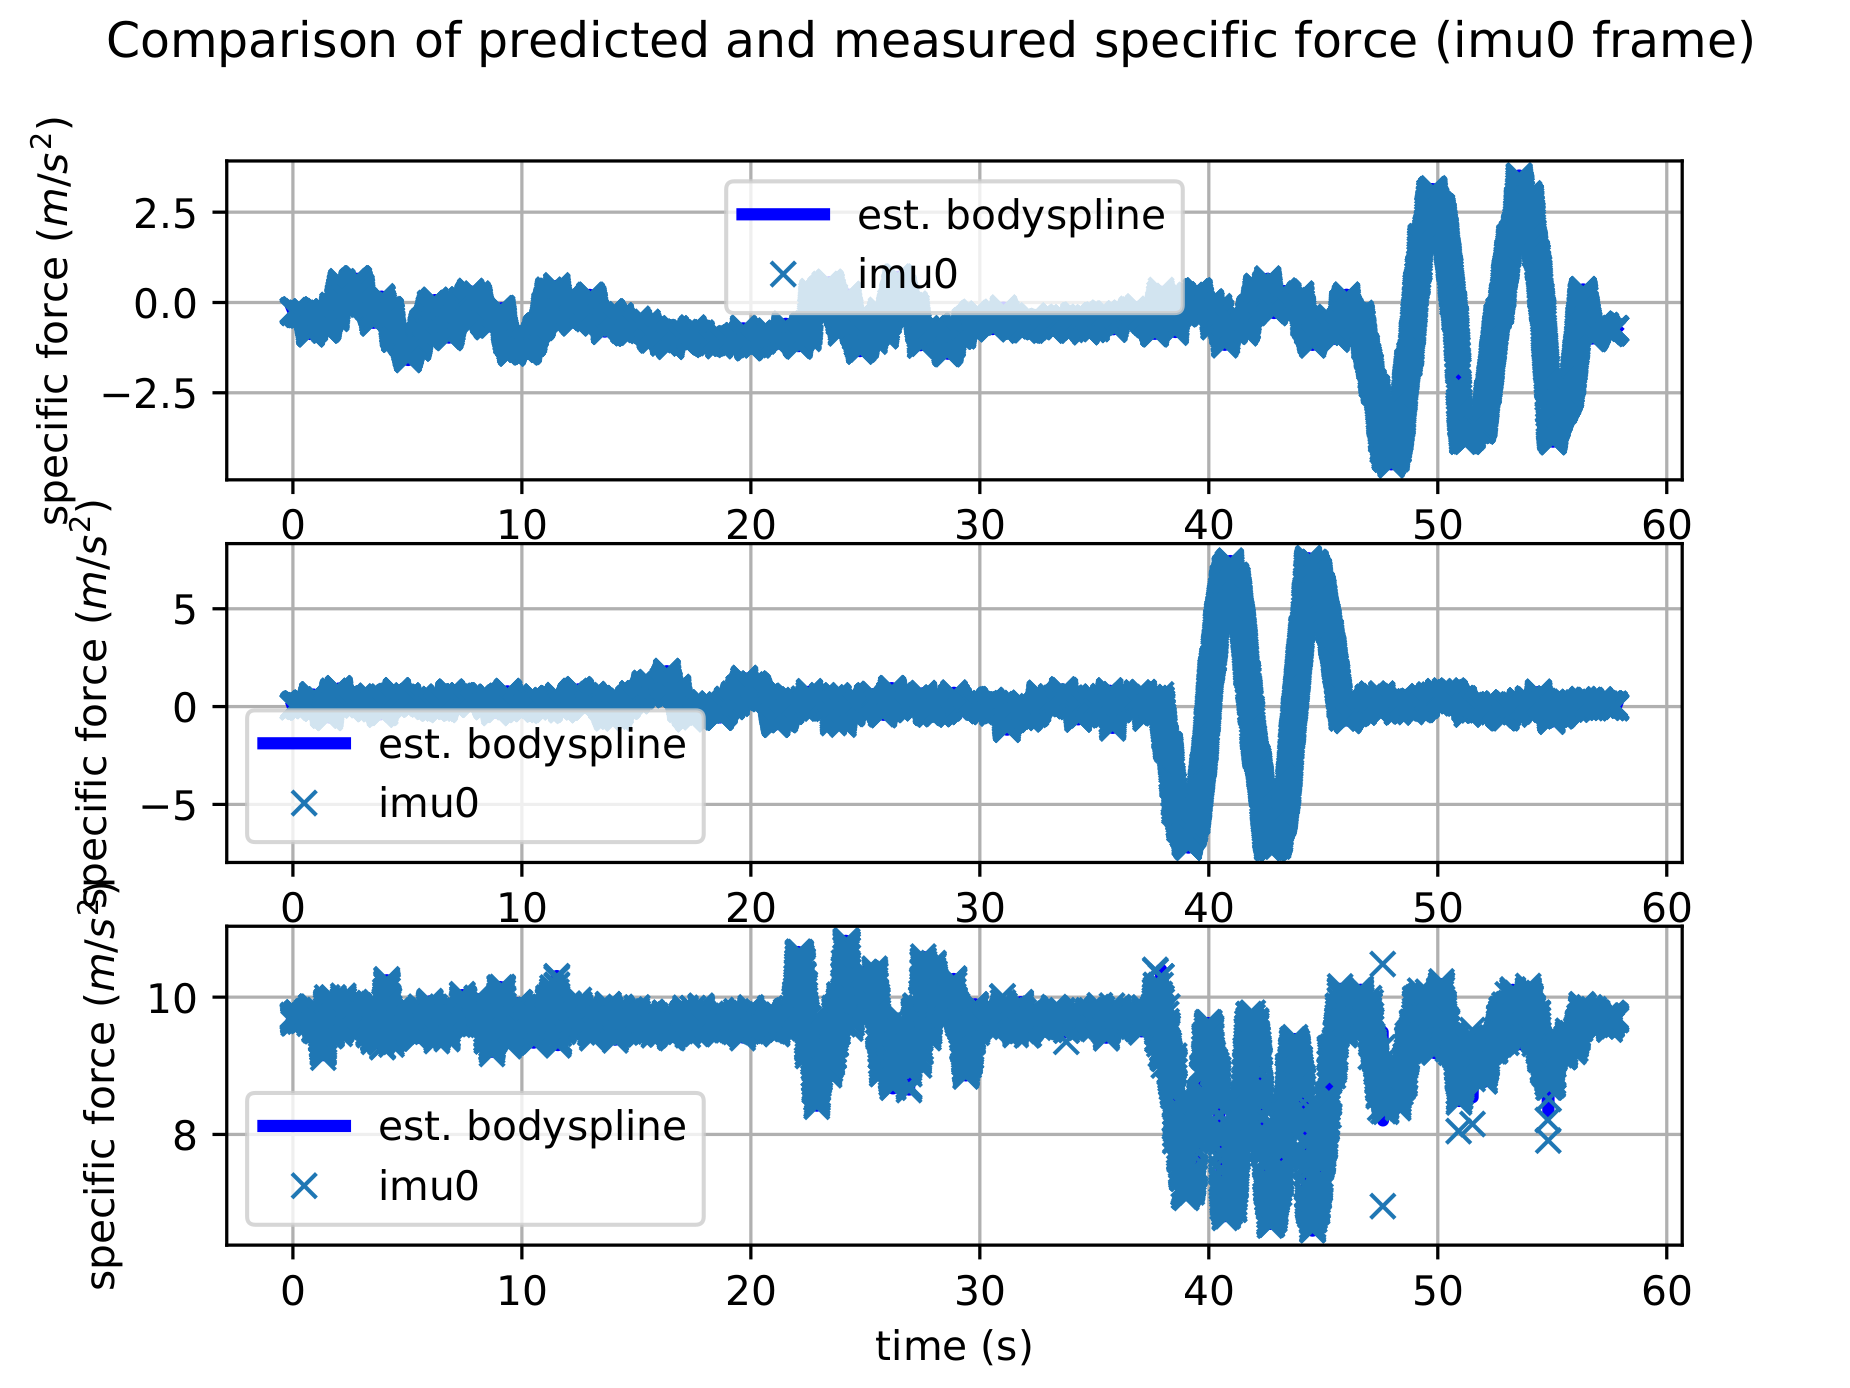 Comparison of predicted and measured specific force (imu0 frame)
specific force (m/s²)
2.5
0.0
−2.5
est. bodyspline
imu0
0 10 20 30 40 50 60
specific force (m/s²)
5
0
−5
est. bodyspline
imu0
0 10 20 30 40 50 60
specific force (m/s²)
10
8
est. bodyspline
imu0
0 10 20 30 40 50 60
time (s)